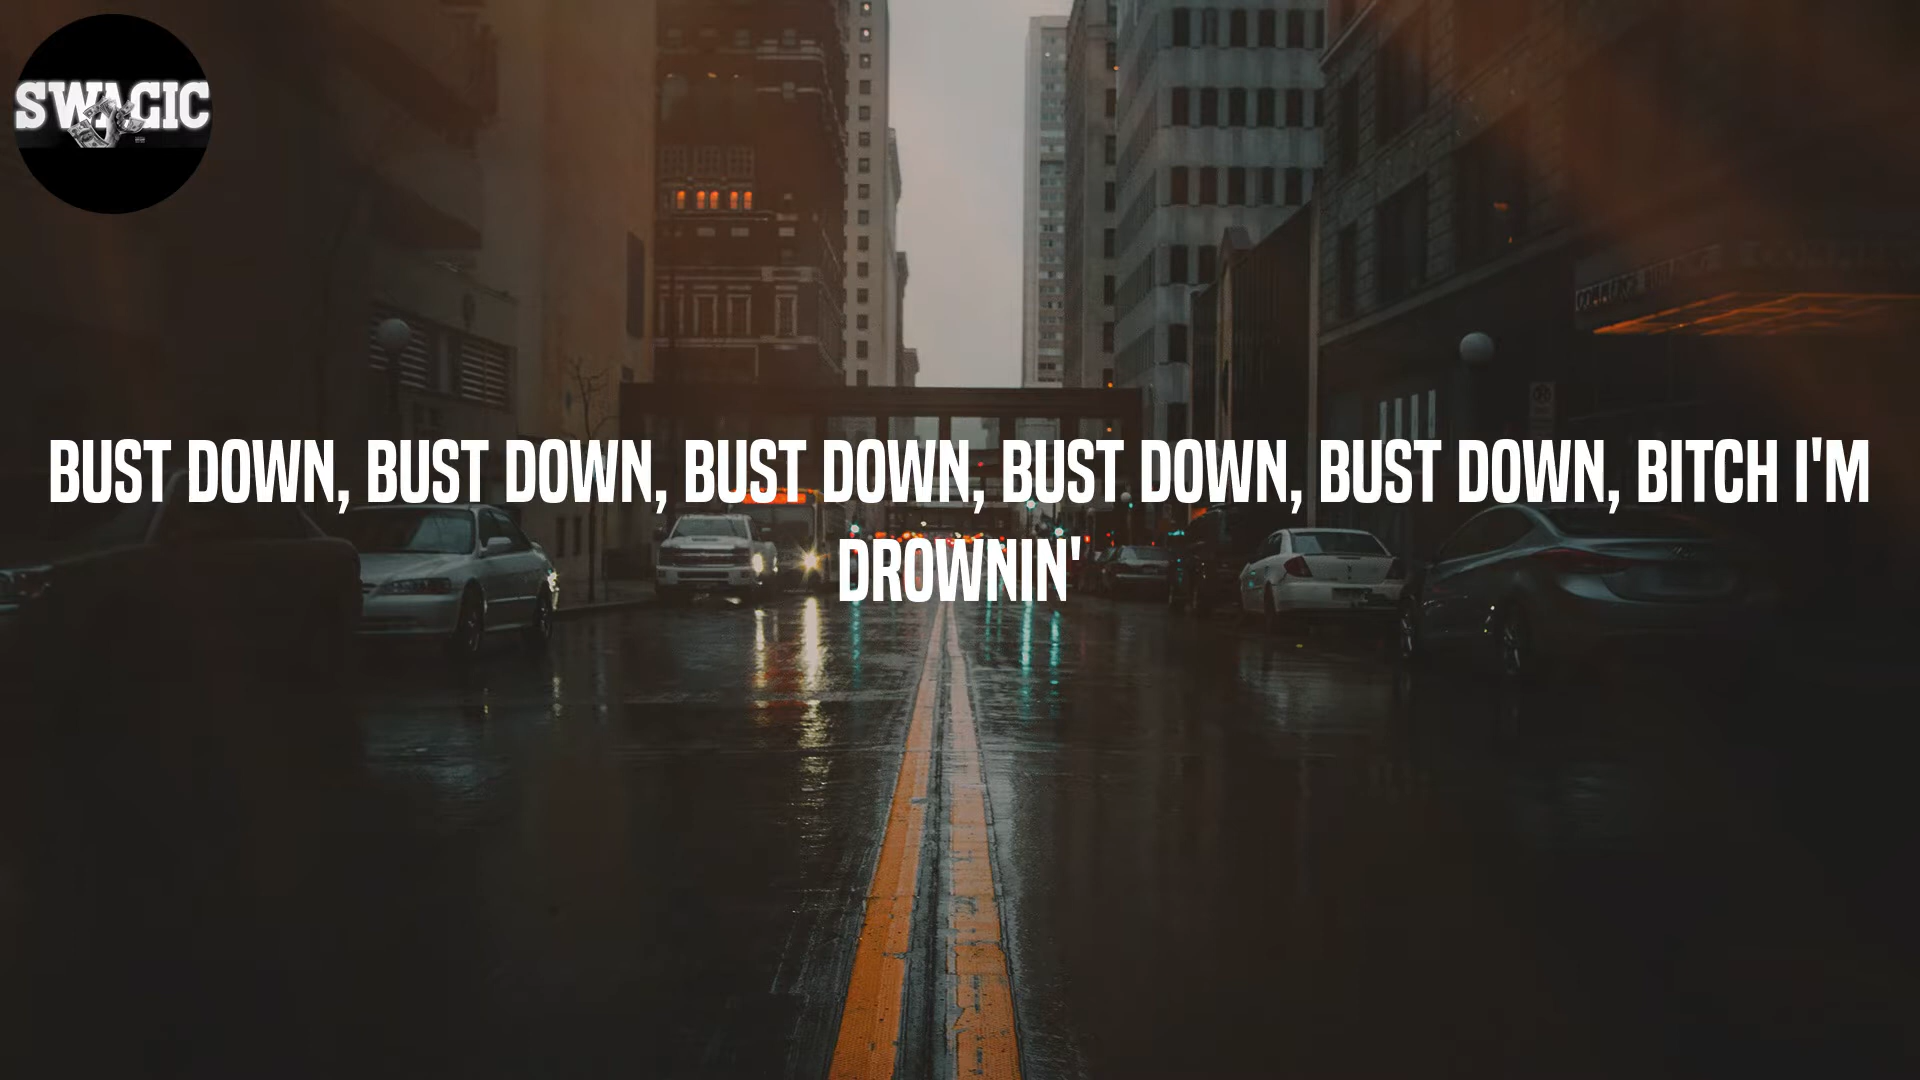 SWAGIC
BUST DOWN, BUST DOWN, BUST DOWN, BUST DOWN, BUST DOWN, BITCH I'M
DROWNIN'